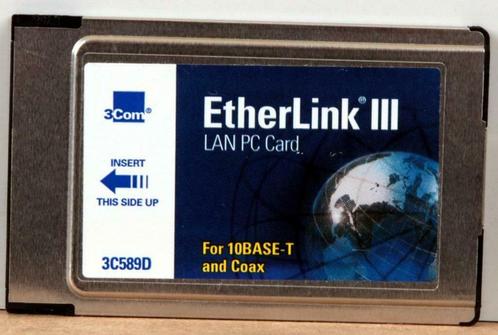 3Com®
INSERT
THIS SIDE UP
3C589D
EtherLink® III
LAN PC Card
For 10BASE-T
and Coax